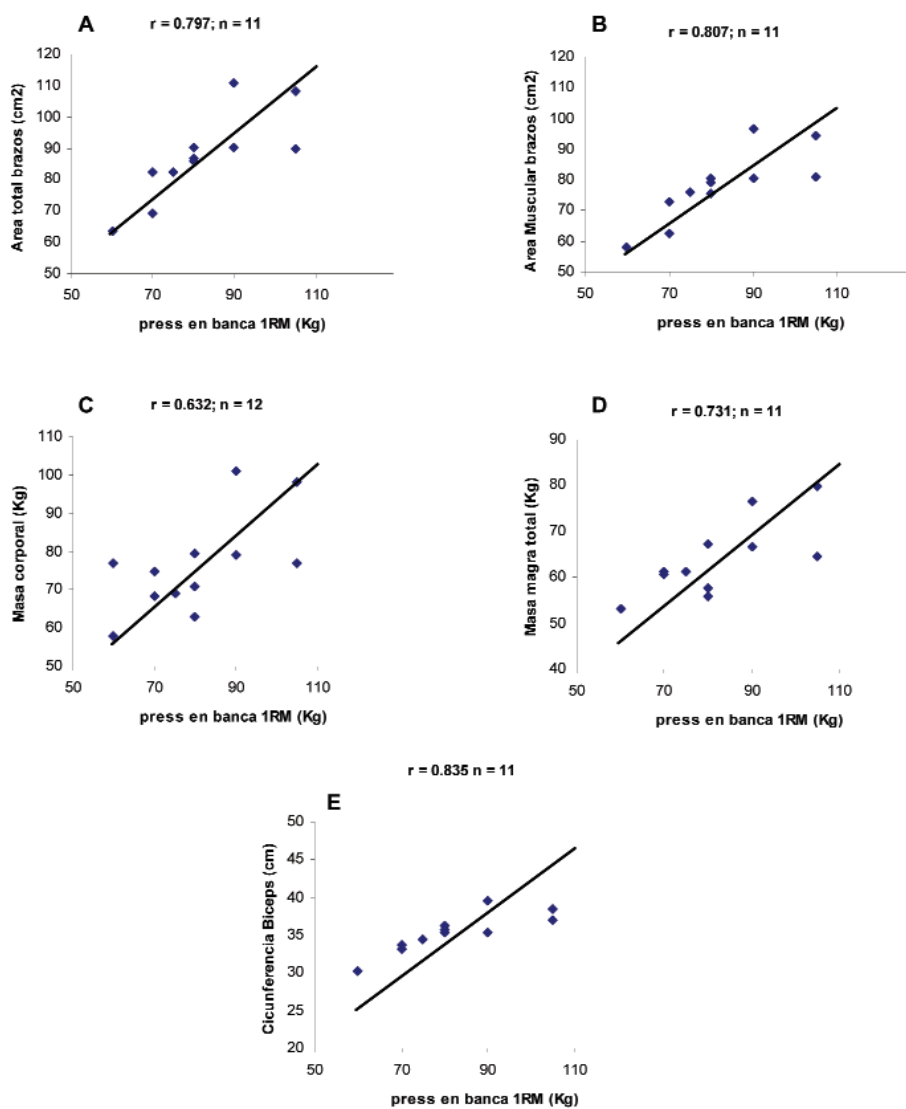 A
r = 0.797; n = 11
Area total brazos (cm2)
120
110
100
90
80
70
60
50
50
70
90
110
press en banca 1RM (Kg)
B
r = 0.807; n = 11
Area Muscular brazos (cm2)
120
110
100
90
80
70
60
50
50
70
90
110
press en banca 1RM (Kg)
C
r = 0.632; n = 12
Masa corporal (Kg)
110
100
90
80
70
60
50
50
70
90
110
press en banca 1RM (Kg)
D
r = 0.731; n = 11
Masa magra total (Kg)
90
80
70
60
50
40
50
70
90
110
press en banca 1RM (Kg)
r = 0.835 n = 11
E
Cicunferencia Biceps (cm)
50
45
40
35
30
25
20
50
70
90
110
press en banca 1RM (Kg)